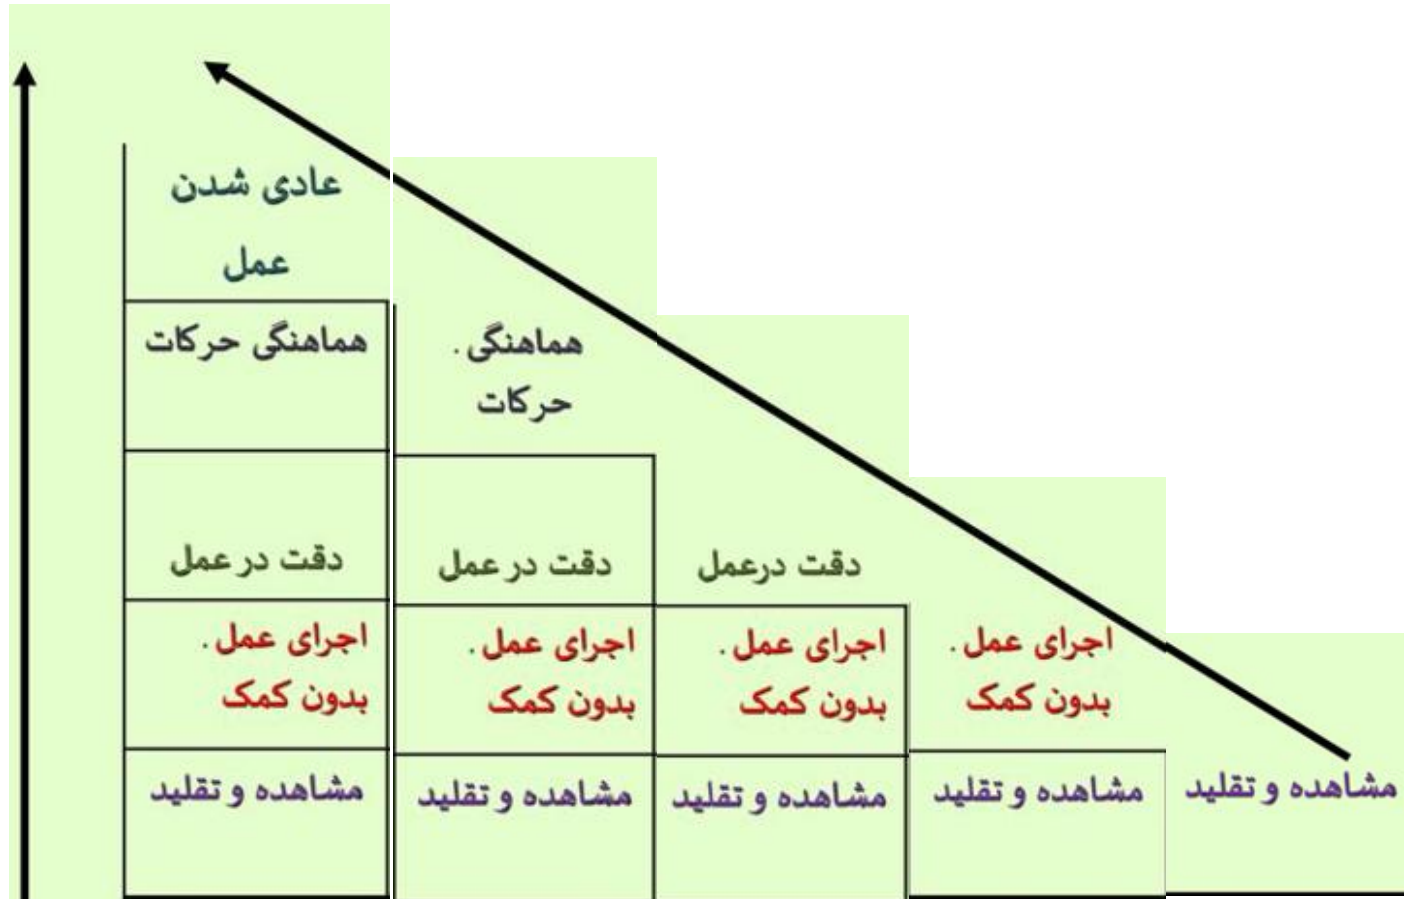 عادی شدن
عمل
هماهنگی حرکات
هماهنگی .
حرکات
دقت در عمل
دقت در عمل
دقت درعمل
اجرای عمل .
بدون کمک
اجرای عمل .
بدون کمک
اجرای عمل .
بدون کمک
اجرای عمل .
بدون کمک
مشاهده و تقلید
مشاهده و تقلید
مشاهده و تقلید
مشاهده و تقلید
مشاهده و تقلید